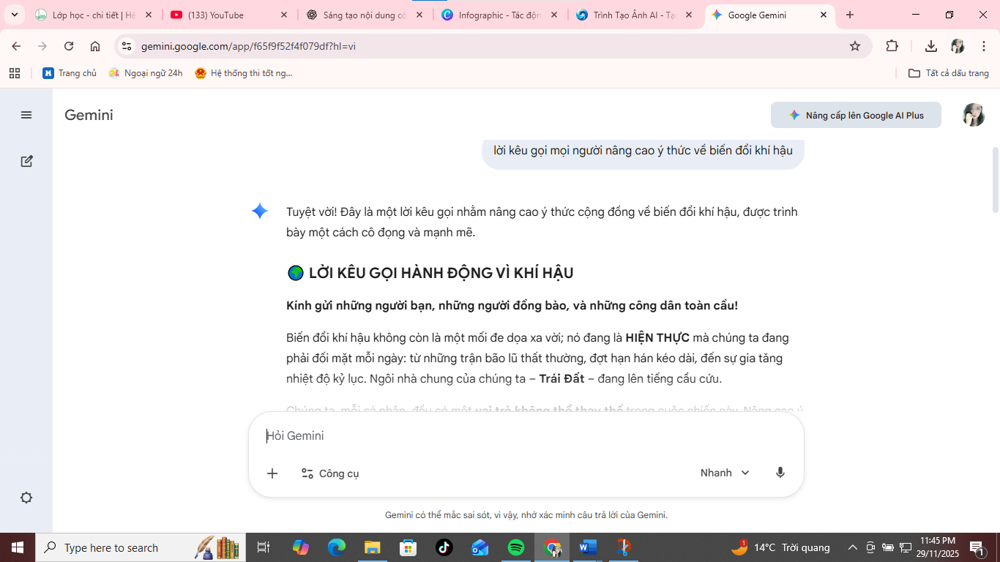 Lớp học - chi tiết | Hệ
(133) YouTube
Sáng tạo nội dung có
Infographic - Tác độn
Trình Tạo Ảnh AI - Tạo
Google Gemini
gemini.google.com/app/f65f9f52f4f079df?hl=vi
Trang chủ
Ngoại ngữ 24h
Hệ thống thi tốt ng...
Tất cả dấu trang
Gemini
Nâng cấp lên Google AI Plus
lời kêu gọi mọi người nâng cao ý thức về biến đổi khí hậu
Tuyệt vời! Đây là một lời kêu gọi nhằm nâng cao ý thức cộng đồng về biến đổi khí hậu, được trình
bày một cách cô đọng và mạnh mẽ.
LỜI KÊU GỌI HÀNH ĐỘNG VÌ KHÍ HẬU
Kính gửi những người bạn, những người đồng bào, và những công dân toàn cầu!
Biến đổi khí hậu không còn là một mối đe dọa xa vời; nó đang là HIỆN THỰC mà chúng ta đang
phải đối mặt mỗi ngày: từ những trận bão lũ thất thường, đợt hạn hán kéo dài, đến sự gia tăng
nhiệt độ kỷ lục. Ngôi nhà chung của chúng ta – Trái Đất – đang lên tiếng cầu cứu.
Chúng ta, mỗi cá nhân, đều có một vai trò không thể thay thế trong cuộc chiến này. Nâng cao ý
Hỏi Gemini
Công cụ
Nhanh
Gemini có thể mắc sai sót, vì vậy, nhớ xác minh câu trả lời của Gemini.
Type here to search
1
14°C Trời quang
11:45 PM
29/11/2025
1